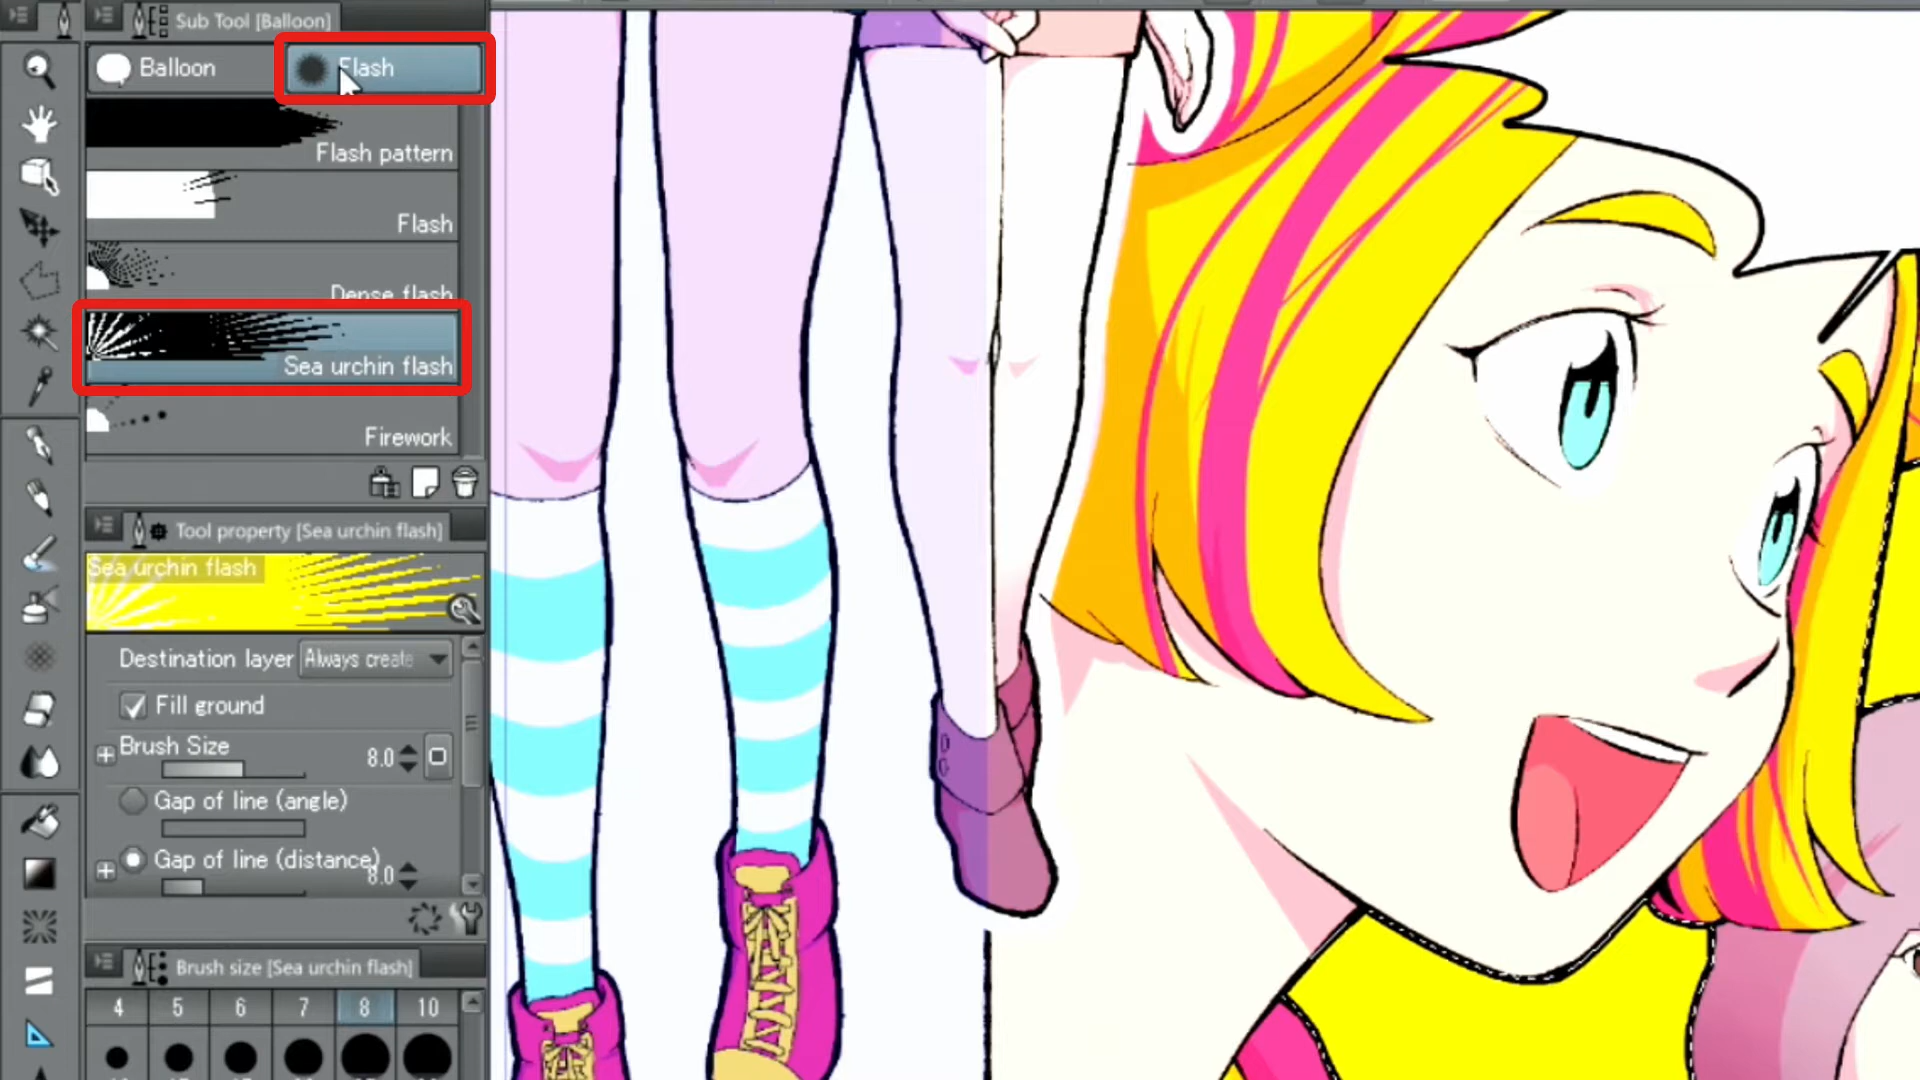 Sub Tool [Balloon]
Balloon
Flash
Flash pattern
Flash
Dense flash
Sea urchin flash
Firework
Tool property [Sea urchin flash]
Sea urchin flash
Destination layer Always create
Fill ground
Brush Size 8.0
Gap of line (angle)
Gap of line (distance) 8.0
Brush size [Sea urchin flash]
4 5 6 7 8 10